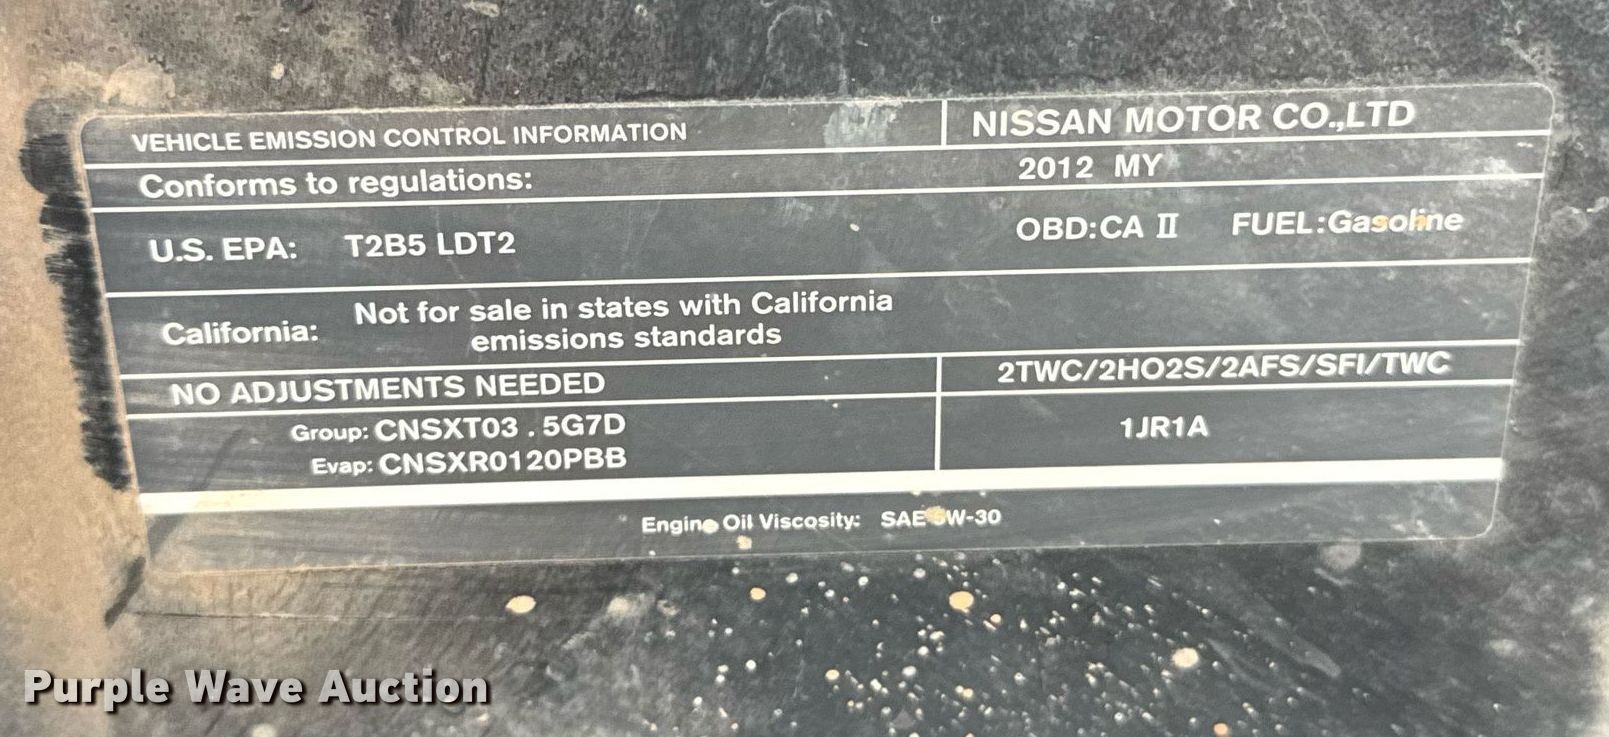 VEHICLE EMISSION CONTROL INFORMATION
NISSAN MOTOR CO.,LTD
Conforms to regulations:
2012 MY
U.S. EPA: T2B5 LDT2
OBD:CA II FUEL:Gasoline
California: Not for sale in states with California
emissions standards
NO ADJUSTMENTS NEEDED
2TWC/2HO2S/2AFS/SFI/TWC
Group: CNSXT03.5G7D
1JR1A
Evap: CNSXR0120PBB
Engine Oil Viscosity: SAE 5W-30
Purple Wave Auction